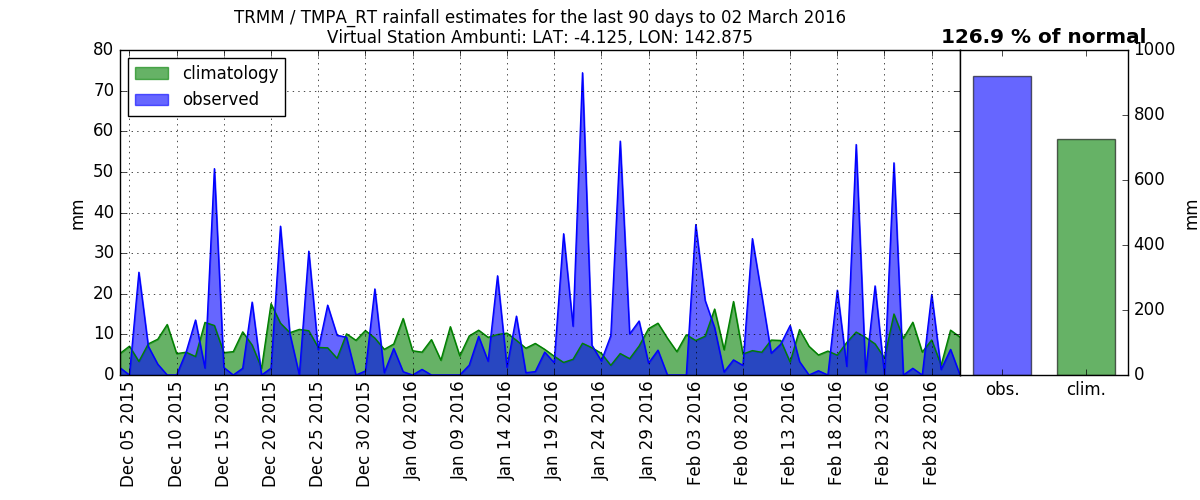 TRMM / TMPA_RT rainfall estimates for the last 90 days to 02 March 2016
Virtual Station Ambunti: LAT: -4.125, LON: 142.875
126.9 % of normal
climatology
observed
mm
80
70
60
50
40
30
20
10
0
Dec 05 2015
Dec 10 2015
Dec 15 2015
Dec 20 2015
Dec 25 2015
Dec 30 2015
Jan 04 2016
Jan 09 2016
Jan 14 2016
Jan 19 2016
Jan 24 2016
Jan 29 2016
Feb 03 2016
Feb 08 2016
Feb 13 2016
Feb 18 2016
Feb 23 2016
Feb 28 2016
obs.
clim.
1000
800
600
400
200
0
mm